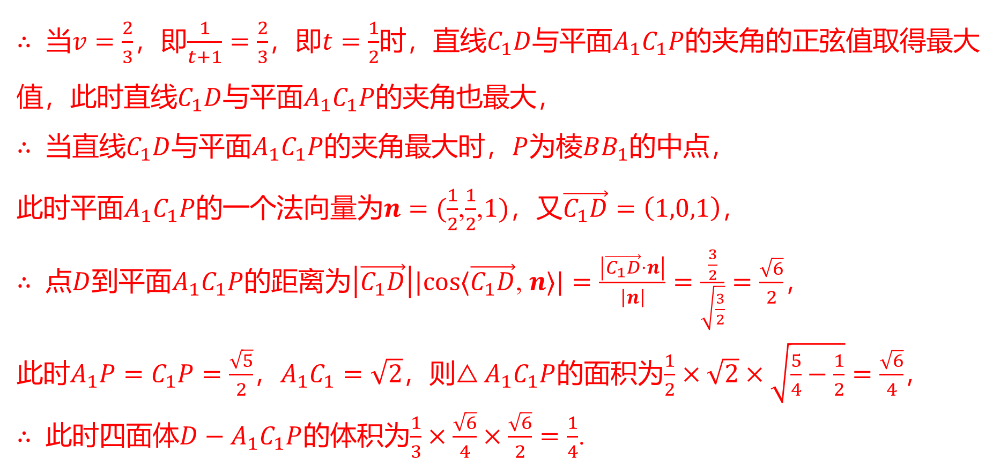 ∴ 当$v=\frac{2}{3}$，即$\frac{1}{t+1}=\frac{2}{3}$，即$t=\frac{1}{2}$时，直线$C_1D$与平面$A_1C_1P$的夹角的正弦值取得最大
值，此时直线$C_1D$与平面$A_1C_1P$的夹角也最大，
∴ 当直线$C_1D$与平面$A_1C_1P$的夹角最大时，$P$为棱$BB_1$的中点，
此时平面$A_1C_1P$的一个法向量为$\boldsymbol{n}=(\frac{1}{2},\frac{1}{2},1)$，又$\overrightarrow{C_1D}=(1,0,1)$，
∴ 点$D$到平面$A_1C_1P$的距离为$|\overrightarrow{C_1D}||\cos\langle\overrightarrow{C_1D},\boldsymbol{n}\rangle|=\frac{|\overrightarrow{C_1D}\cdot\boldsymbol{n}|}{|\boldsymbol{n}|}=\frac{\frac{3}{2}}{\sqrt{\frac{3}{2}}}=\frac{\sqrt{6}}{2}$，
此时$A_1P=C_1P=\frac{\sqrt{5}}{2}$，$A_1C_1=\sqrt{2}$，则$\triangle A_1C_1P$的面积为$\frac{1}{2}\times\sqrt{2}\times\sqrt{\frac{5}{4}-\frac{1}{2}}=\frac{\sqrt{6}}{4}$，
∴ 此时四面体$D-A_1C_1P$的体积为$\frac{1}{3}\times\frac{\sqrt{6}}{4}\times\frac{\sqrt{6}}{2}=\frac{1}{4}$.